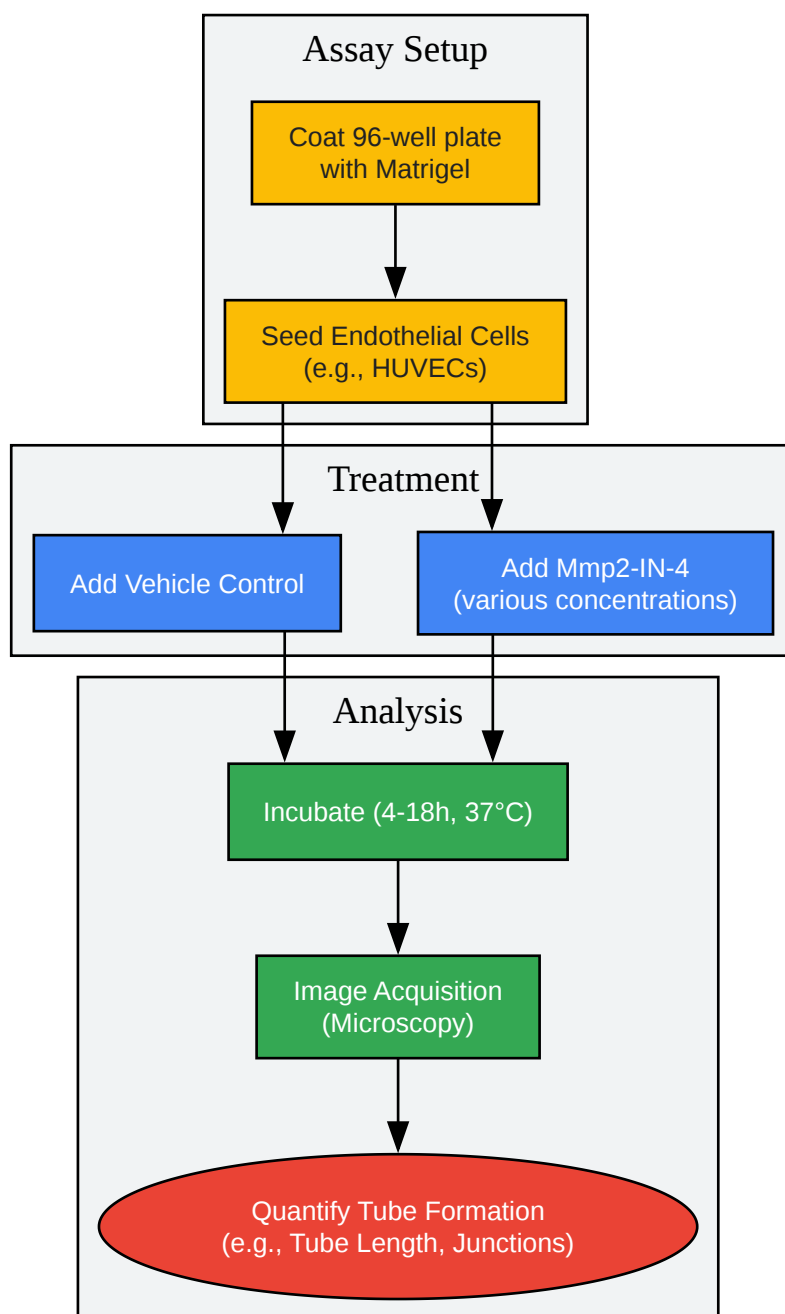 Assay Setup
Coat 96-well plate
with Matrigel
Seed Endothelial Cells
(e.g., HUVECs)
Treatment
Add Vehicle Control
Add Mmp2-IN-4
(various concentrations)
Analysis
Incubate (4-18h, 37°C)
Image Acquisition
(Microscopy)
Quantify Tube Formation
(e.g., Tube Length, Junctions)